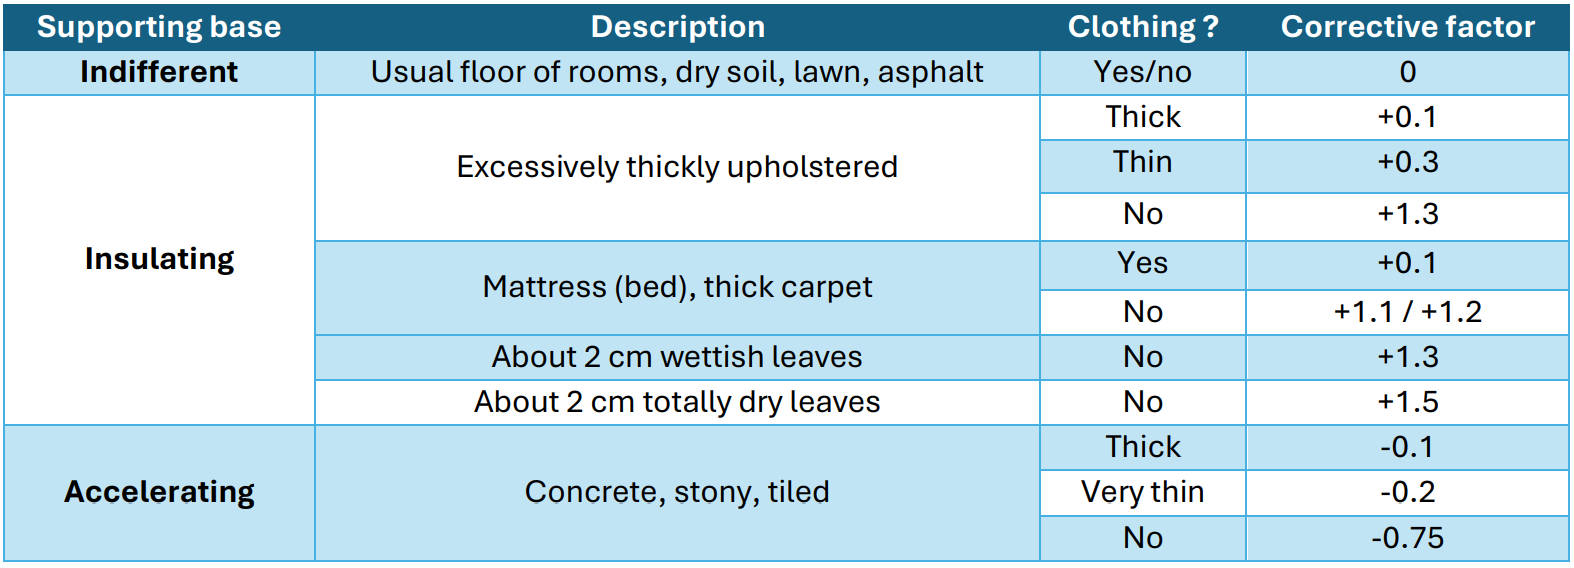 Supporting base Description Clothing ? Corrective factor
Indifferent Usual floor of rooms, dry soil, lawn, asphalt Yes/no 0
Insulating Excessively thickly upholstered Thick +0.1
Thin +0.3
No +1.3
Mattress (bed), thick carpet Yes +0.1
No +1.1 / +1.2
About 2 cm wettish leaves No +1.3
About 2 cm totally dry leaves No +1.5
Accelerating Concrete, stony, tiled Thick -0.1
Very thin -0.2
No -0.75